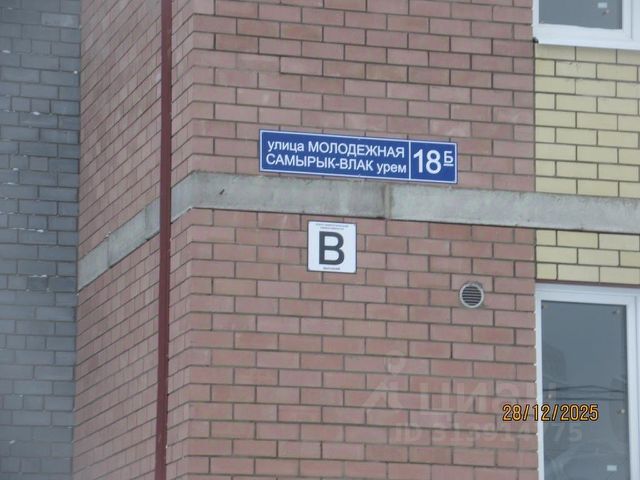 улица МОЛОДЕЖНАЯ
САМЫРЫК-ВЛАК урем
18Б
B
28/12/2025